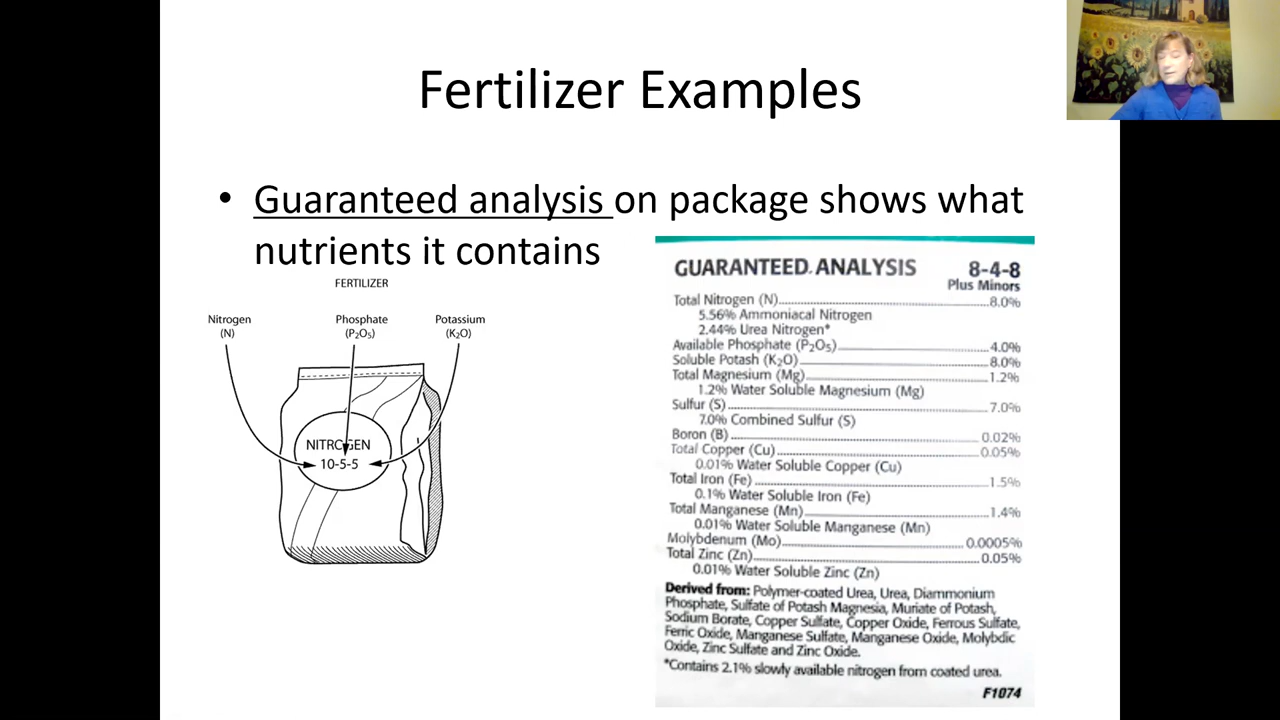 Fertilizer Examples
• Guaranteed analysis on package shows what
nutrients it contains
FERTILIZER
Nitrogen
(N)
Phosphate
(P₂O₅)
Potassium
(K₂O)
NITROGEN
10-5-5
GUARANTEED ANALYSIS 8-4-8
Plus Minors
Total Nitrogen (N)........8.0%
5.56% Ammoniacal Nitrogen
2.44% Urea Nitrogen*
Available Phosphate (P₂O₅)........4.0%
Soluble Potash (K₂O)........8.0%
Total Magnesium (Mg)........1.2%
1.2% Water Soluble Magnesium (Mg)
Sulfur (S)........7.0%
7.0% Combined Sulfur (S)
Boron (B)........0.02%
Total Copper (Cu)........0.05%
0.01% Water Soluble Copper (Cu)
Total Iron (Fe)........1.5%
0.1% Water Soluble Iron (Fe)
Total Manganese (Mn)........1.4%
0.01% Water Soluble Manganese (Mn)
Molybdenum (Mo)........0.0005%
Total Zinc (Zn)........0.05%
0.01% Water Soluble Zinc (Zn)
Derived from: Polymer-coated Urea, Urea, Diammonium
Phosphate, Sulfate of Potash Magnesia, Muriate of Potash,
Sodium Borate, Copper Sulfate, Copper Oxide, Ferrous Sulfate,
Ferric Oxide, Manganese Sulfate, Manganese Oxide, Molybdic
Oxide, Zinc Sulfate and Zinc Oxide.
*Contains 2.1% slowly available nitrogen from coated urea.
F1074